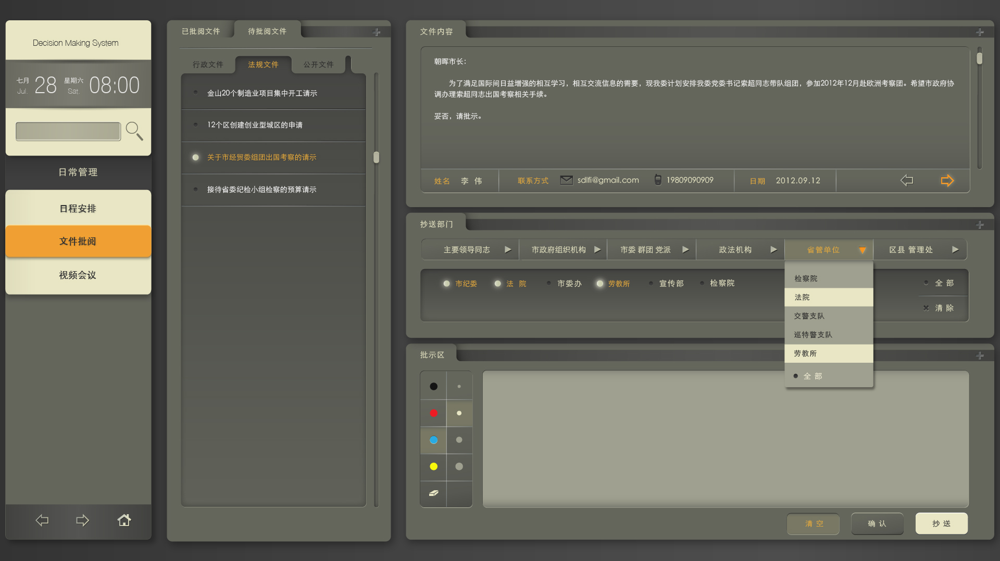 Decision Making System
七月 28 星期六 08:00
Jul. Sat.
日常管理
日程安排
文件批阅
视频会议
已批阅文件 待批阅文件
行政文件 法规文件 公开文件
金山20个制造业项目集中开工请示
12个区创建创业型城区的申请
关于市经贸委组团出国考察的请示
接待省委纪检小组检察的预算请示
文件内容
朝晖市长：
为了满足国际间日益增强的相互学习，相互交流信息的需要，现我委计划安排我委党委书记索超同志带队组团，参加2012年12月赴欧洲考察团。希望市政府协
调办理索超同志出国考察相关手续。
妥否，请批示。
姓名 李 伟 联系方式 sdlfi@gmail.com 19809090909 日期 2012.09.12
抄送部门
主要领导同志 市政府组织机构 市委 群团 党派 政法机构 省管单位 区县 管理处
市纪委 法 院 市委办 劳教所 宣传部 检察院 全 部
清 除
检察院
法院
交警支队
巡特警支队
劳教所
全 部
批示区
清 空 确 认 抄 送